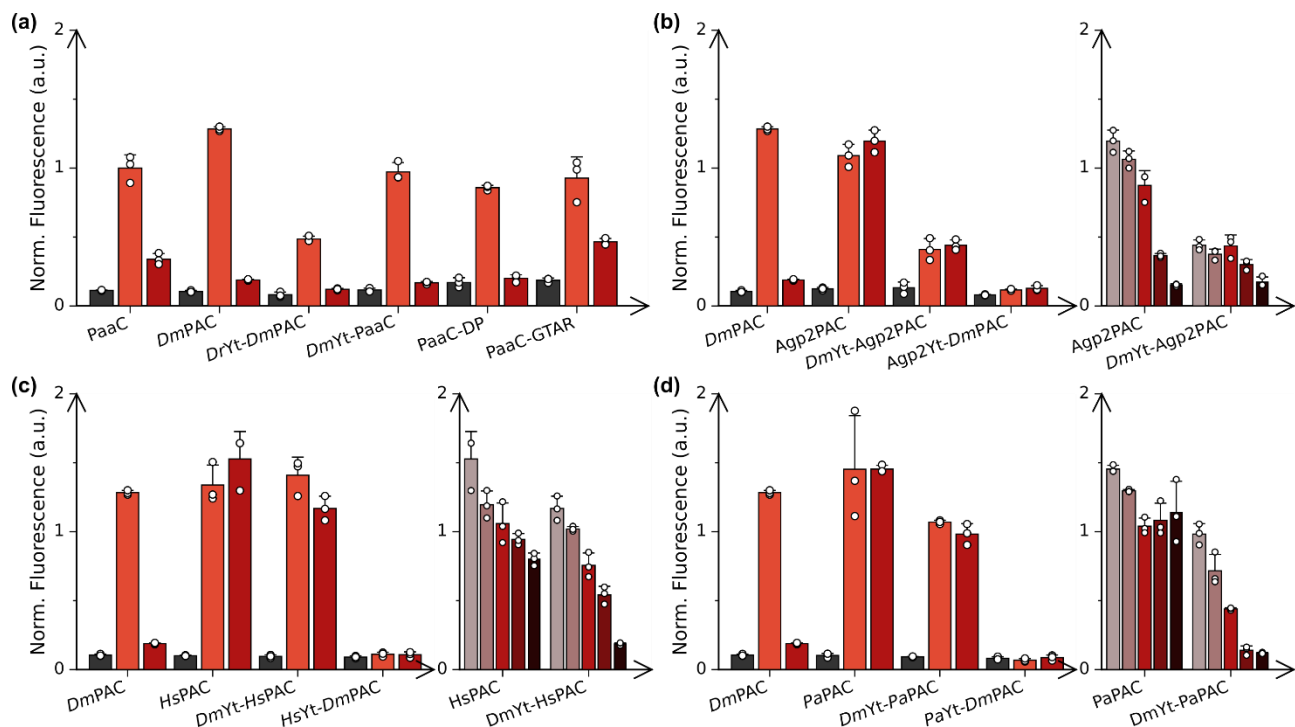 (a)
Norm. Fluorescence (a.u.)
2
1
0
PaaC
DmPAC
DrYt-DmPAC
DmYt-PaaC
PaaC-DP
PaaC-GTAR
(b)
Norm. Fluorescence (a.u.)
2
1
0
DmPAC
Agp2PAC
DmYt-Agp2PAC
Agp2Yt-DmPAC
2
1
0
Agp2PAC
DmYt-Agp2PAC
(c)
Norm. Fluorescence (a.u.)
2
1
0
DmPAC
HsPAC
DmYt-HsPAC
HsYt-DmPAC
2
1
0
HsPAC
DmYt-HsPAC
(d)
Norm. Fluorescence (a.u.)
2
1
0
DmPAC
PaPAC
DmYt-PaPAC
PaYt-DmPAC
2
1
0
PaPAC
DmYt-PaPAC